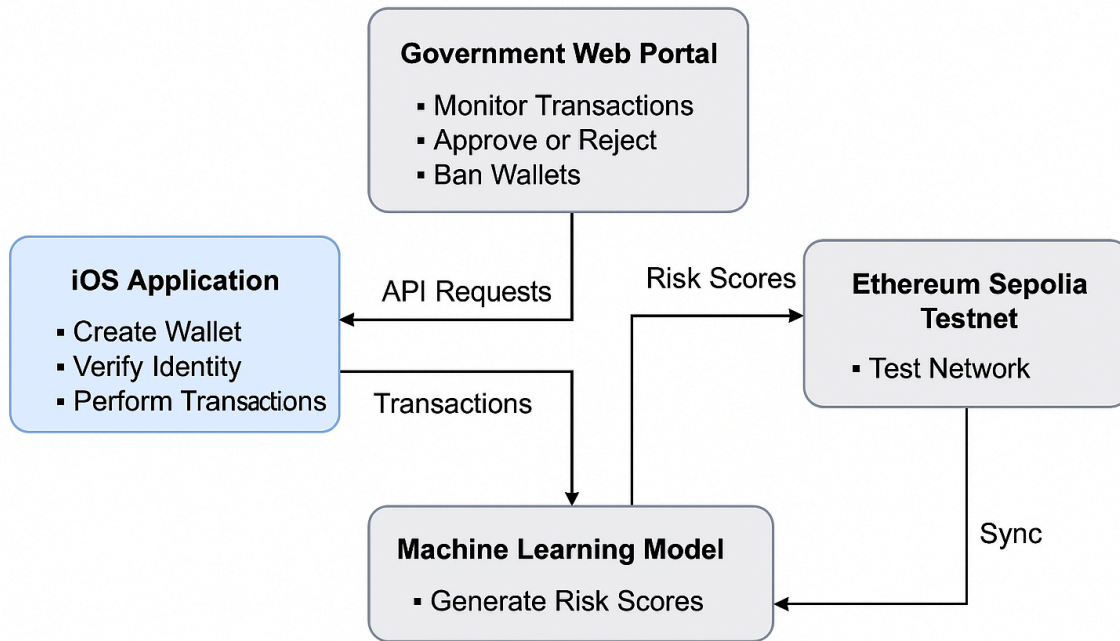 Government Web Portal
▪ Monitor Transactions
▪ Approve or Reject
▪ Ban Wallets
iOS Application
▪ Create Wallet
▪ Verify Identity
▪ Perform Transactions
API Requests
Transactions
Risk Scores
Ethereum Sepolia
Testnet
▪ Test Network
Machine Learning Model
▪ Generate Risk Scores
Sync